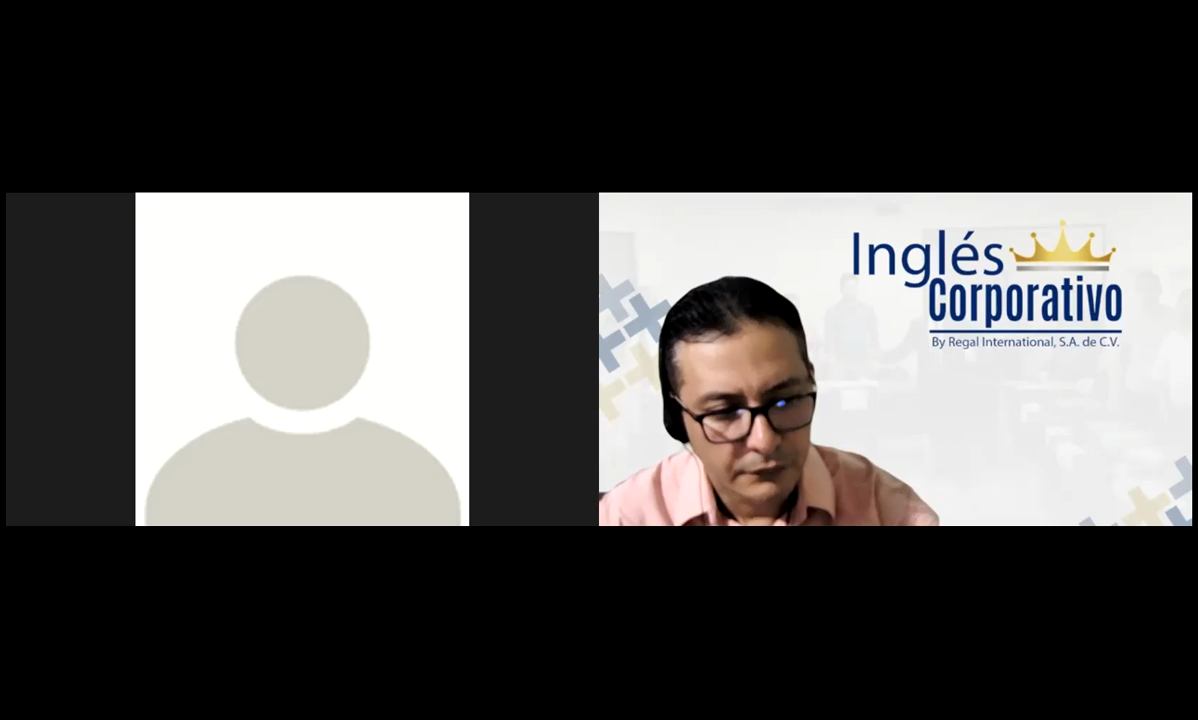 Inglés
Corporativo
By Regal International, S.A. de C.V.